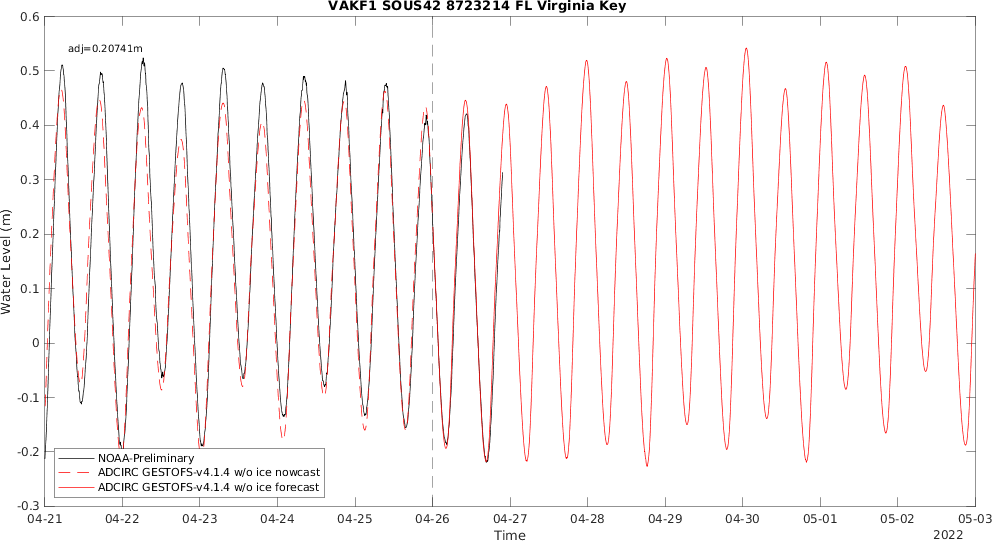 VAKF1 SOUS42 8723214 FL Virginia Key
adj=0.20741m
Water Level (m)
0.6
0.5
0.4
0.3
0.2
0.1
0
-0.1
-0.2
-0.3
NOAA-Preliminary
ADCIRC GESTOFS-v4.1.4 w/o ice nowcast
ADCIRC GESTOFS-v4.1.4 w/o ice forecast
04-21 04-22 04-23 04-24 04-25 04-26 04-27 04-28 04-29 04-30 05-01 05-02 05-03
Time
2022